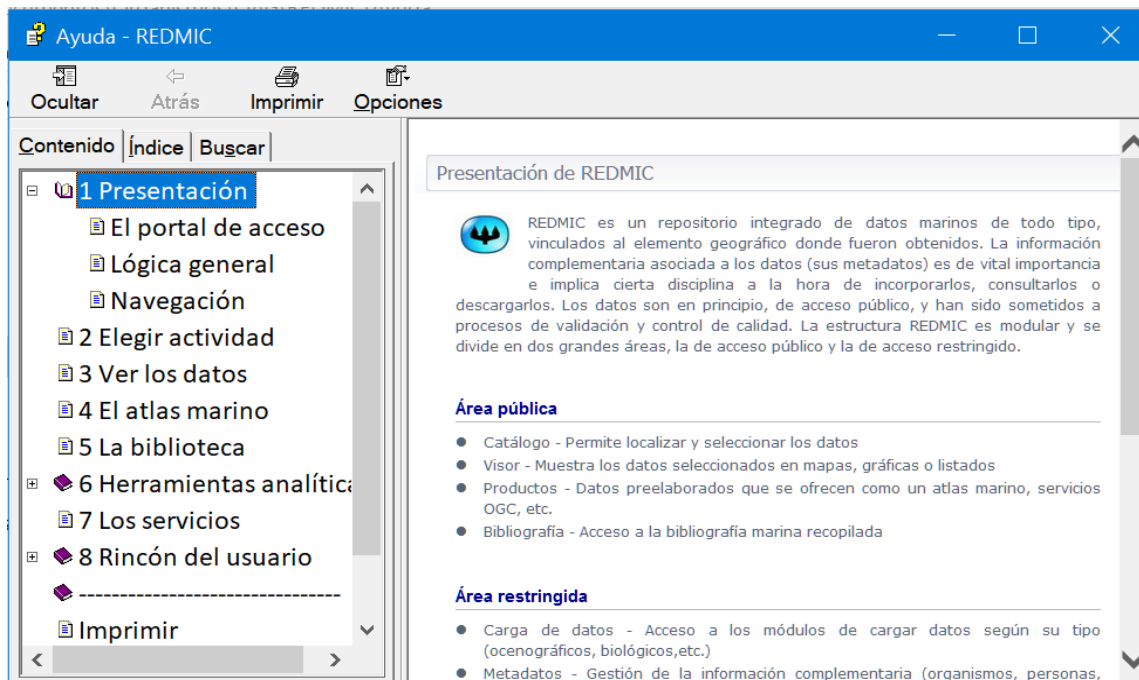 Ayuda - REDMIC
Ocultar
Atrás
Imprimir
Opciones
Contenido
Índice
Buscar
1 Presentación
El portal de acceso
Lógica general
Navegación
2 Elegir actividad
3 Ver los datos
4 El atlas marino
5 La biblioteca
6 Herramientas analític
7 Los servicios
8 Rincón del usuario
--------------------------------
Imprimir
Presentación de REDMIC
REDMIC es un repositorio integrado de datos marinos de todo tipo,
vinculados al elemento geográfico donde fueron obtenidos. La información
complementaria asociada a los datos (sus metadatos) es de vital importancia
e implica cierta disciplina a la hora de incorporarlos, consultarlos o
descargarlos. Los datos son en principio, de acceso público, y han sido sometidos a
procesos de validación y control de calidad. La estructura REDMIC es modular y se
divide en dos grandes áreas, la de acceso público y la de acceso restringido.
Área pública
● Catálogo - Permite localizar y seleccionar los datos
● Visor - Muestra los datos seleccionados en mapas, gráficas o listados
● Productos - Datos preelaborados que se ofrecen como un atlas marino, servicios
OGC, etc.
● Bibliografía - Acceso a la bibliografía marina recopilada
Área restringida
● Carga de datos - Acceso a los módulos de cargar datos según su tipo
(ocenográficos, biológicos,etc.)
● Metadatos - Gestión de la información complementaria (organismos, personas,